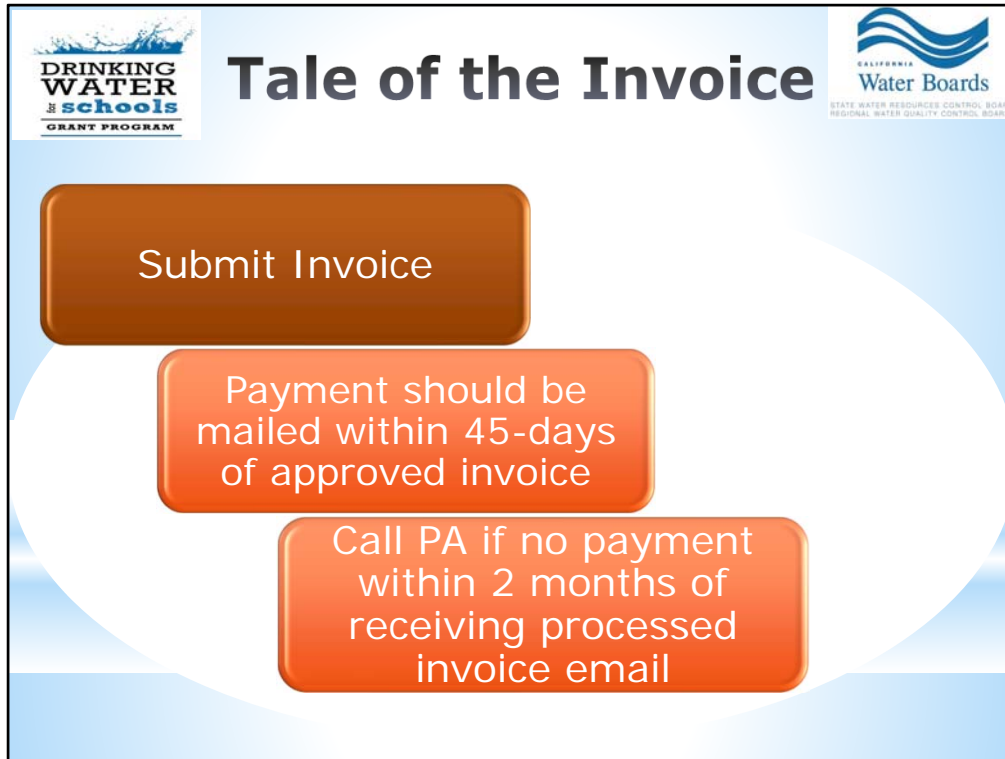 DRINKING
WATER
for schools
GRANT PROGRAM
Tale of the Invoice
CALIFORNIA
Water Boards
STATE WATER RESOURCES CONTROL BOAR
REGIONAL WATER QUALITY CONTROL BOAR
Submit Invoice
Payment should be
mailed within 45-days
of approved invoice
Call PA if no payment
within 2 months of
receiving processed
invoice email